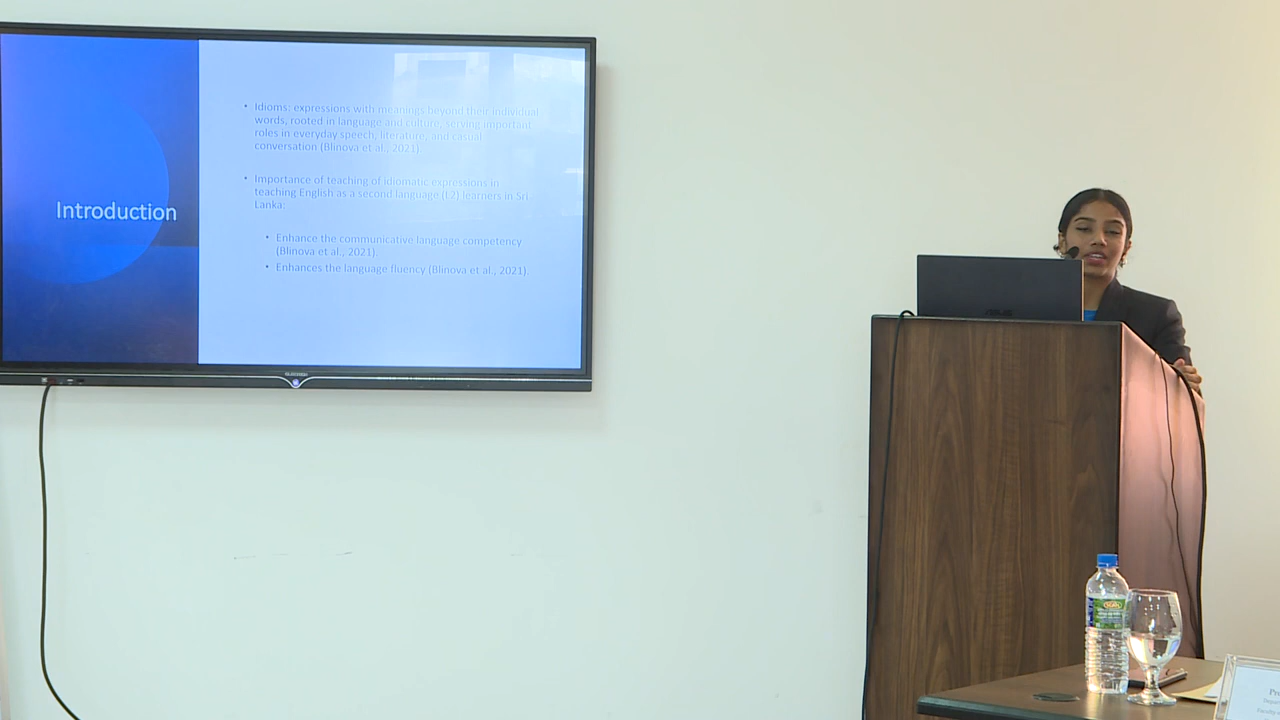 Introduction
• Idioms: expressions with meanings beyond their individual
words, rooted in language and culture, serving important
roles in everyday speech, literature, and casual
conversation (Blinova et al., 2021).
• Importance of teaching of idiomatic expressions in
teaching English as a second language (L2) learners in Sri
Lanka:
• Enhance the communicative language competency
(Blinova et al., 2021).
• Enhances the language fluency (Blinova et al., 2021).
ASUS